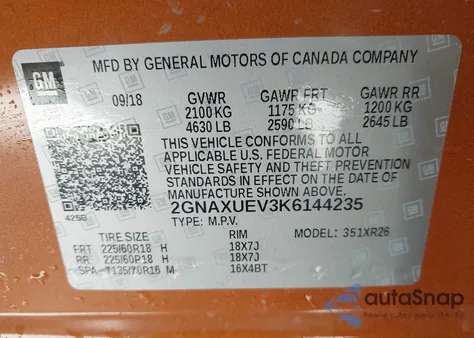 GM
MFD BY GENERAL MOTORS OF CANADA COMPANY
09/18 GVWR GAWR FRT GAWR RR
2100 KG 1175 KG 1200 KG
4630 LB 2590 LB 2645 LB
THIS VEHICLE CONFORMS TO ALL
APPLICABLE U.S. FEDERAL MOTOR
VEHICLE SAFETY AND THEFT PREVENTION
STANDARDS IN EFFECT ON THE DATE OF
MANUFACTURE SHOWN ABOVE.
2GNAXUEV3K6144235
425B
TYPE: M.P.V. MODEL: 351XR26
TIRE SIZE RIM
FRT 225/60R18 H 18X7J
RR 225/60R18 H 18X7J
SPA T135/70R16 M 16X4BT
autoSnap